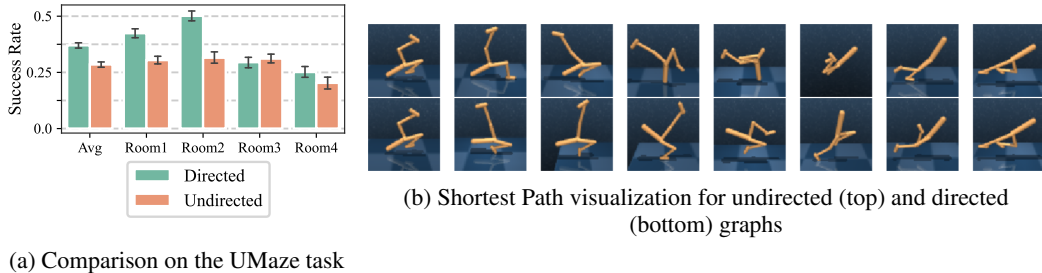 Success Rate
0.5
0.25
0.0
Avg Room1 Room2 Room3 Room4
Directed
Undirected
(a) Comparison on the UMaze task
(b) Shortest Path visualization for undirected (top) and directed
(bottom) graphs